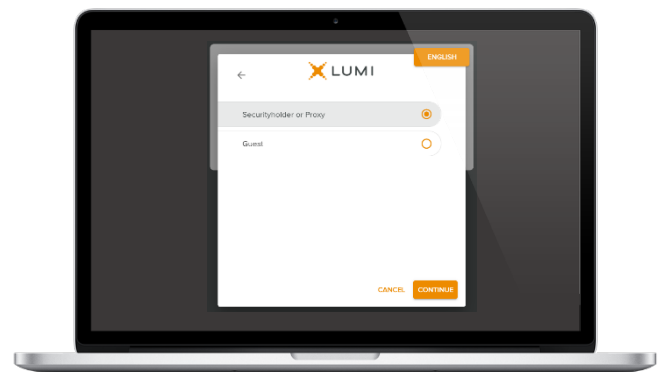 ENGLISH
LUMI
Securityholder or Proxy
Guest
CANCEL
CONTINUE